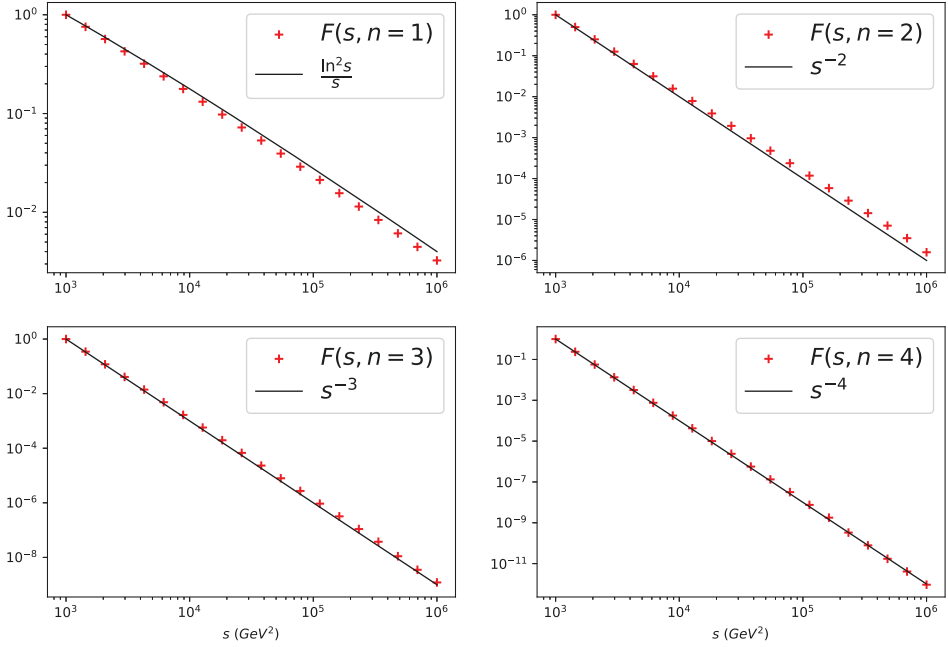 10⁰
10⁻¹
10⁻²
10³ 10⁴ 10⁵ 10⁶
F(s, n = 1)
ln²s/s
10⁰
10⁻¹
10⁻²
10⁻³
10⁻⁴
10⁻⁵
10⁻⁶
10³ 10⁴ 10⁵ 10⁶
F(s, n = 2)
s⁻²
10⁰
10⁻²
10⁻⁴
10⁻⁶
10⁻⁸
10³ 10⁴ 10⁵ 10⁶
s (GeV²)
F(s, n = 3)
s⁻³
10⁻¹
10⁻³
10⁻⁵
10⁻⁷
10⁻⁹
10⁻¹¹
10³ 10⁴ 10⁵ 10⁶
s (GeV²)
F(s, n = 4)
s⁻⁴